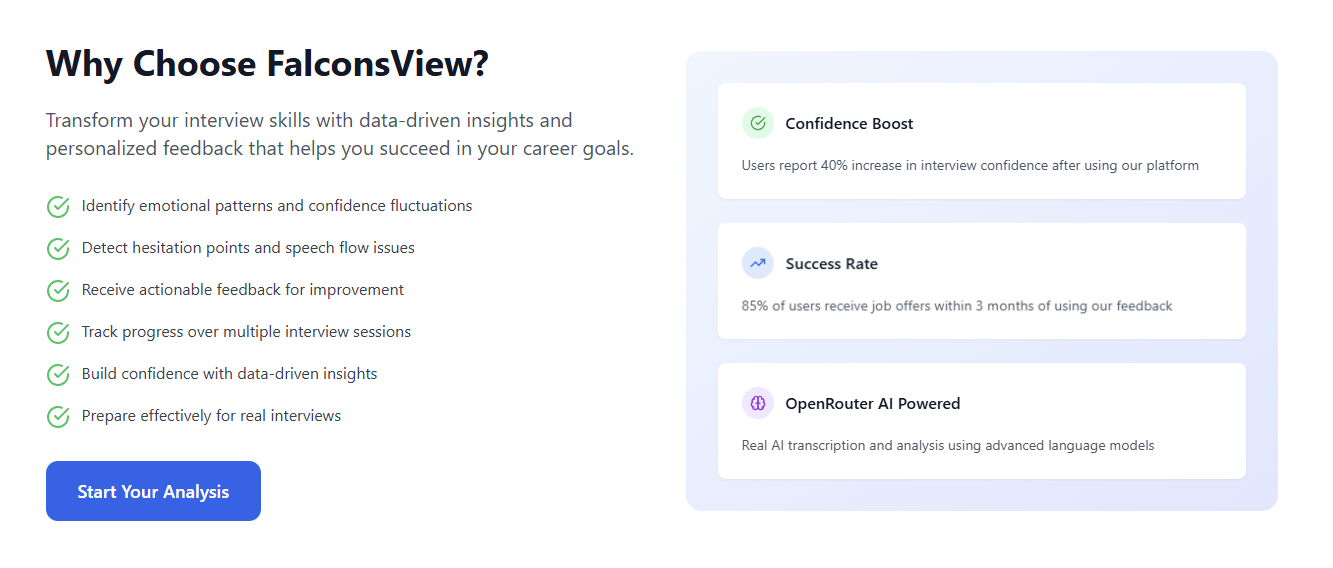 Why Choose FalconsView?
Transform your interview skills with data-driven insights and
personalized feedback that helps you succeed in your career goals.
Identify emotional patterns and confidence fluctuations
Detect hesitation points and speech flow issues
Receive actionable feedback for improvement
Track progress over multiple interview sessions
Build confidence with data-driven insights
Prepare effectively for real interviews
Start Your Analysis
Confidence Boost
Users report 40% increase in interview confidence after using our platform
Success Rate
85% of users receive job offers within 3 months of using our feedback
OpenRouter AI Powered
Real AI transcription and analysis using advanced language models